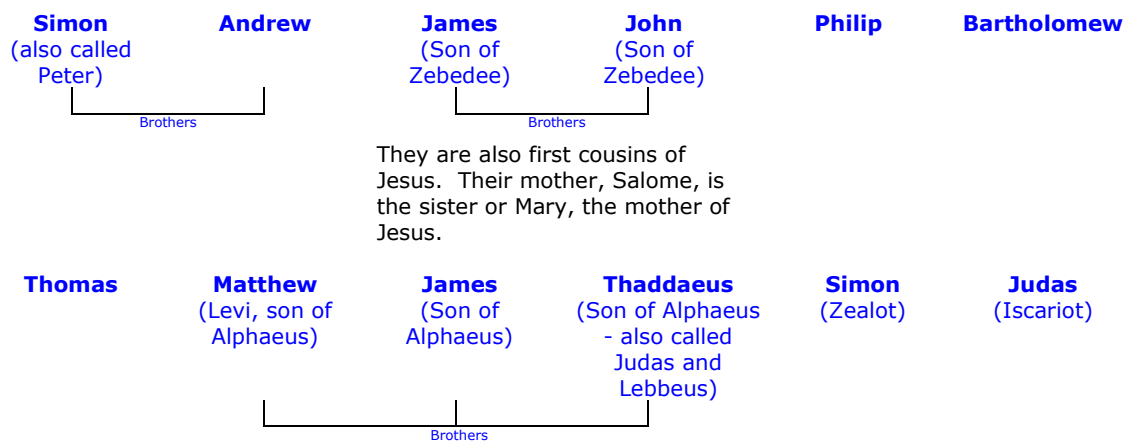 Simon Andrew James John Philip Bartholomew
(also called (Son of (Son of
Peter) Zebedee) Zebedee)
Brothers Brothers
They are also first cousins of
Jesus. Their mother, Salome, is
the sister or Mary, the mother of
Jesus.
Thomas Matthew James Thaddaeus Simon Judas
(Levi, son of (Son of (Son of Alphaeus (Zealot) (Iscariot)
Alphaeus) Alphaeus) - also called
Judas and
Lebbeus)
Brothers